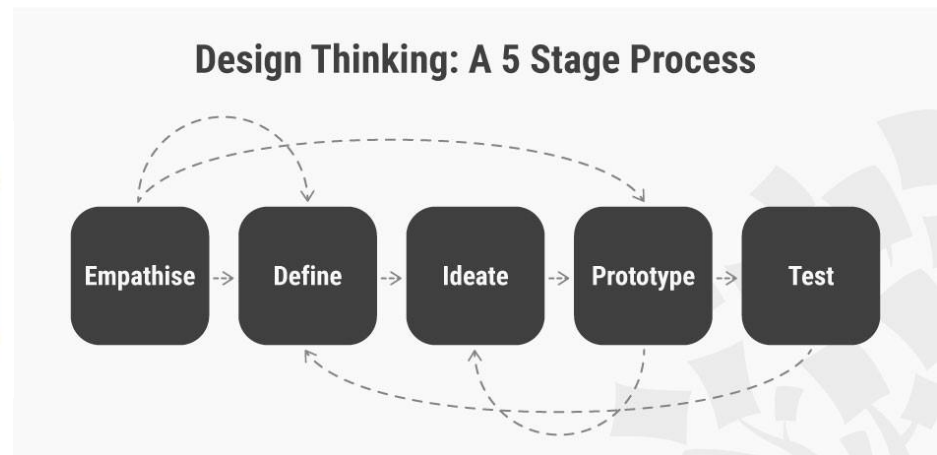 Design Thinking: A 5 Stage Process
Empathise
Define
Ideate
Prototype
Test